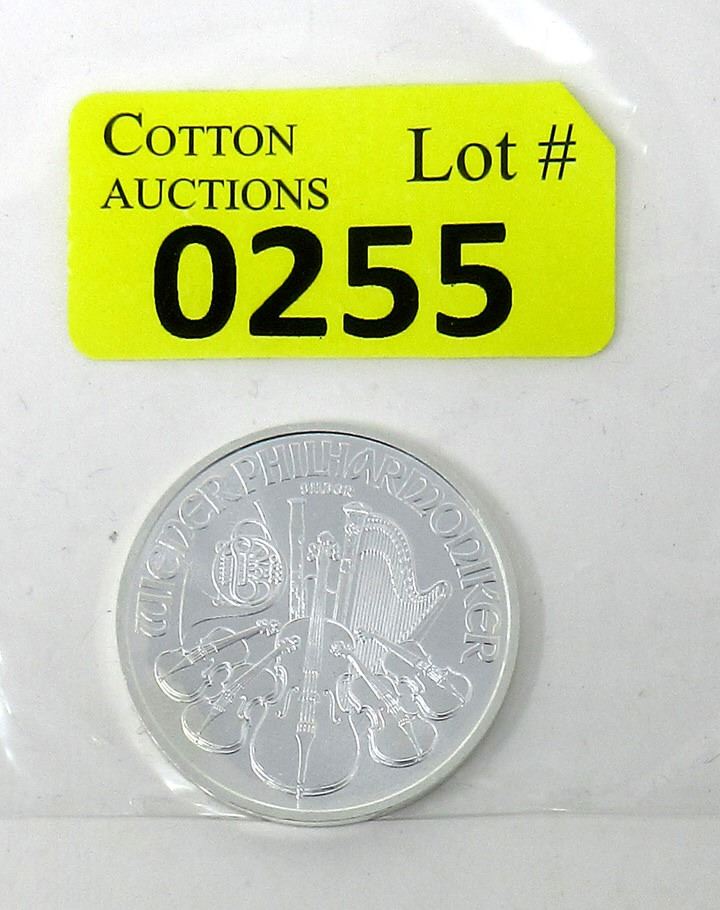 COTTON
AUCTIONS
Lot #
0255
WIENER PHILHARMONIKER
SILBER